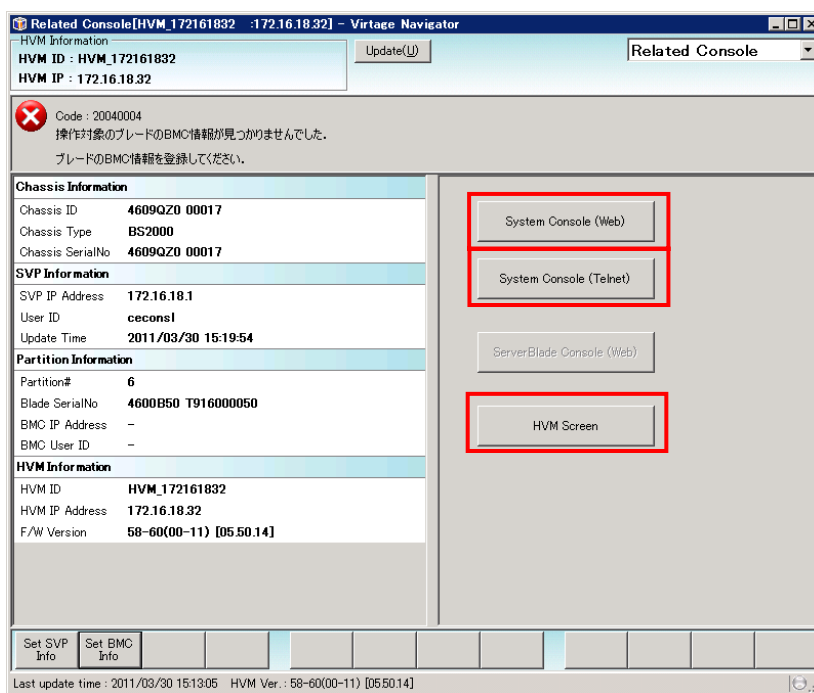 Related Console[HVM_172161832 :172.16.18.32] - Virtage Navigator
HVM Information
HVM ID : HVM_172161832
HVM IP : 172.16.18.32
Update(U)
Related Console
Code : 20040004
操作対象のブレードのBMC情報が見つかりませんでした.
ブレードのBMC情報を登録してください.
Chassis Information
Chassis ID 4609QZ0 00017
Chassis Type BS2000
Chassis SerialNo 4609QZ0 00017
SVP Information
SVP IP Address 172.16.18.1
User ID ceconsl
Update Time 2011/03/30 15:19:54
Partition Information
Partition# 6
Blade SerialNo 4600B50 T916000050
BMC IP Address -
BMC User ID -
HVM Information
HVM ID HVM_172161832
HVM IP Address 172.16.18.32
F/W Version 58-60(00-11) [05.50.14]
System Console (Web)
System Console (Telnet)
ServerBlade Console (Web)
HVM Screen
Set SVP Info
Set BMC Info
Last update time : 2011/03/30 15:13:05 HVM Ver. : 58-60(00-11) [05.50.14]